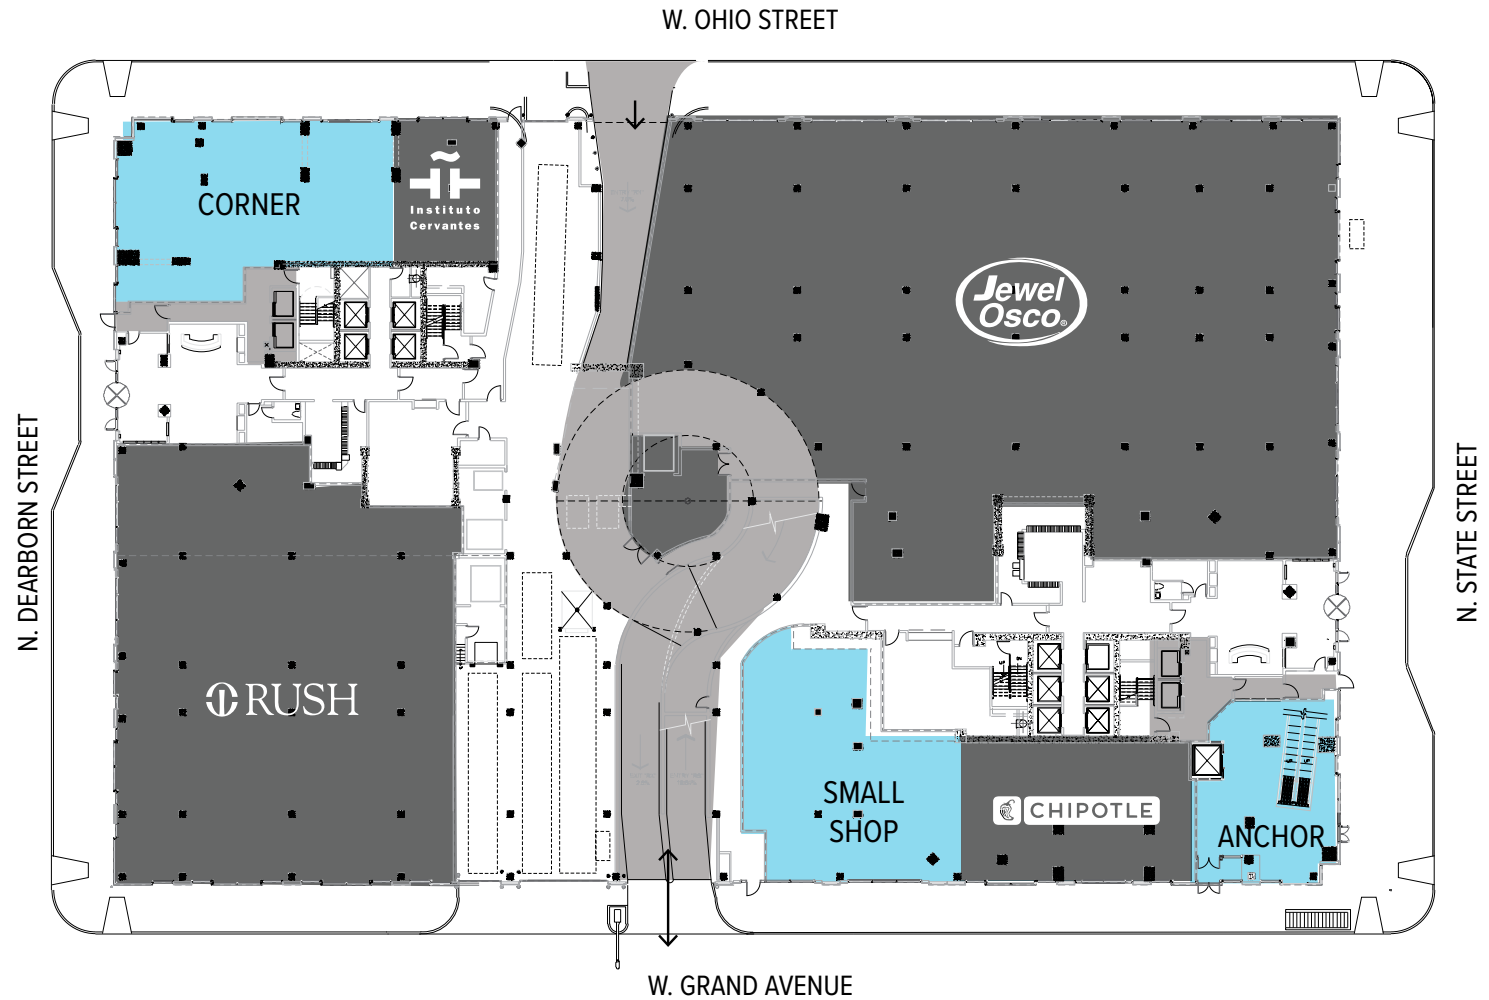 W. OHIO STREET
CORNER
Instituto
Cervantes
Jewel
Osco®
N. DEARBORN STREET
N. STATE STREET
RUSH
SMALL
SHOP
CHIPOTLE
ANCHOR
W. GRAND AVENUE